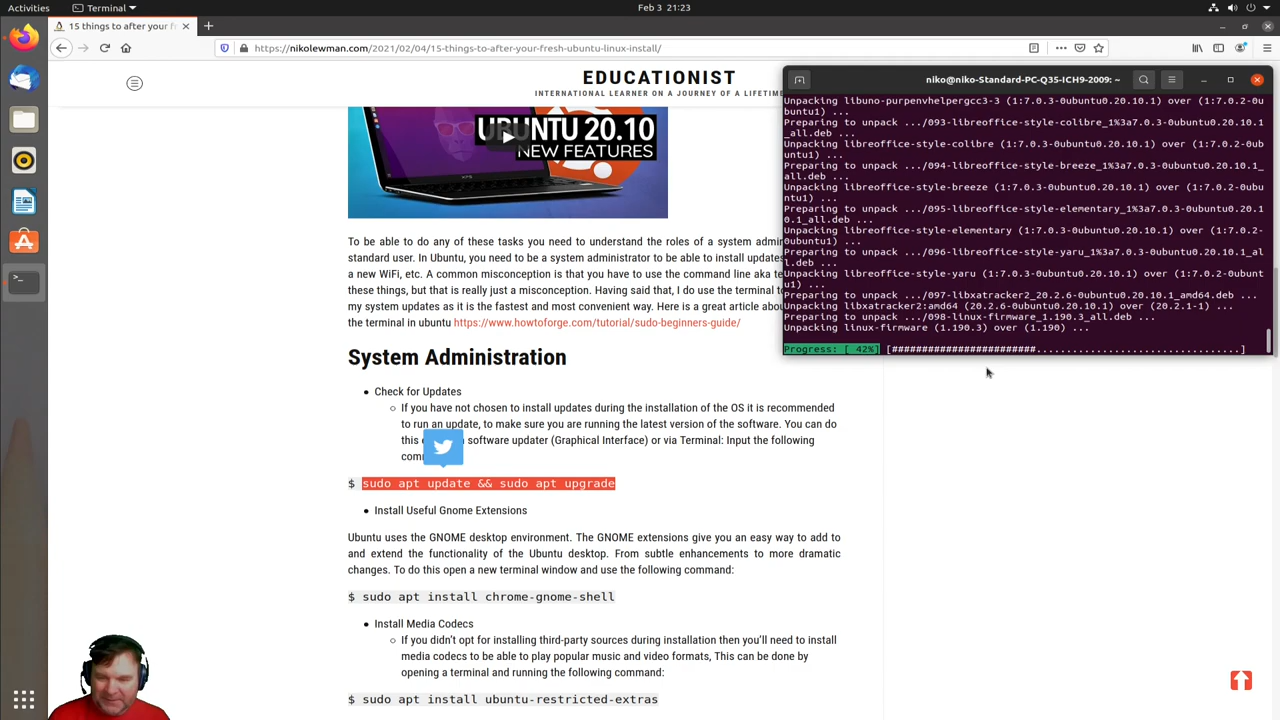 Activities
Terminal
Feb 3 21:23
15 things to after your fr
https://nikolewman.com/2021/02/04/15-things-to-after-your-fresh-ubuntu-linux-install/
EDUCATIONIST
INTERNATIONAL LEARNER ON A JOURNEY OF A LIFETIME
UBUNTU 20.10
NEW FEATURES
To be able to do any of these tasks you need to understand the roles of a system admin
standard user. In Ubuntu, you need to be a system administrator to be able to install updates
a new WiFi, etc. A common misconception is that you have to use the command line aka te
these things, but that is really just a misconception. Having said that, I do use the terminal to
my system updates as it is the fastest and most convenient way. Here is a great article abou
the terminal in ubuntu https://www.howtoforge.com/tutorial/sudo-beginners-guide/
System Administration
• Check for Updates
If you have not chosen to install updates during the installation of the OS it is recommended
to run an update, to make sure you are running the latest version of the software. You can do
this software updater (Graphical Interface) or via Terminal: Input the following
com
$ sudo apt update && sudo apt upgrade
• Install Useful Gnome Extensions
Ubuntu uses the GNOME desktop environment. The GNOME extensions give you an easy way to add to
and extend the functionality of the Ubuntu desktop. From subtle enhancements to more dramatic
changes. To do this open a new terminal window and use the following command:
$ sudo apt install chrome-gnome-shell
• Install Media Codecs
If you didn't opt for installing third-party sources during installation then you'll need to install
media codecs to be able to play popular music and video formats, This can be done by
opening a terminal and running the following command:
$ sudo apt install ubuntu-restricted-extras
niko@niko-Standard-PC-Q35-ICH9-2009: ~
Unpacking libuno-purpenvhelpergcc3-3 (1:7.0.3-0ubuntu0.20.10.1) over (1:7.0.2-0u
buntu1) ...
Preparing to unpack .../093-libreoffice-style-colibre_1%3a7.0.3-0ubuntu0.20.10.1
_all.deb ...
Unpacking libreoffice-style-colibre (1:7.0.3-0ubuntu0.20.10.1) over (1:7.0.2-0ub
untu1) ...
Preparing to unpack .../094-libreoffice-style-breeze_1%3a7.0.3-0ubuntu0.20.10.1_
all.deb ...
Unpacking libreoffice-style-breeze (1:7.0.3-0ubuntu0.20.10.1) over (1:7.0.2-0ubu
ntu1) ...
Preparing to unpack .../095-libreoffice-style-elementary_1%3a7.0.3-0ubuntu0.20.1
0.1_all.deb ...
Unpacking libreoffice-style-elementary (1:7.0.3-0ubuntu0.20.10.1) over (1:7.0.2-
0ubuntu1) ...
Preparing to unpack .../096-libreoffice-style-yaru_1%3a7.0.3-0ubuntu0.20.10.1_al
l.deb ...
Unpacking libreoffice-style-yaru (1:7.0.3-0ubuntu0.20.10.1) over (1:7.0.2-0ubunt
u1) ...
Preparing to unpack .../097-libxatracker2_20.2.6-0ubuntu0.20.10.1_amd64.deb ...
Unpacking libxatracker2:amd64 (20.2.6-0ubuntu0.20.10.1) over (20.2.1-1) ...
Preparing to unpack .../098-linux-firmware_1.190.3_all.deb ...
Unpacking linux-firmware (1.190.3) over (1.190) ...
Progress: [ 42%] [########################..................................]